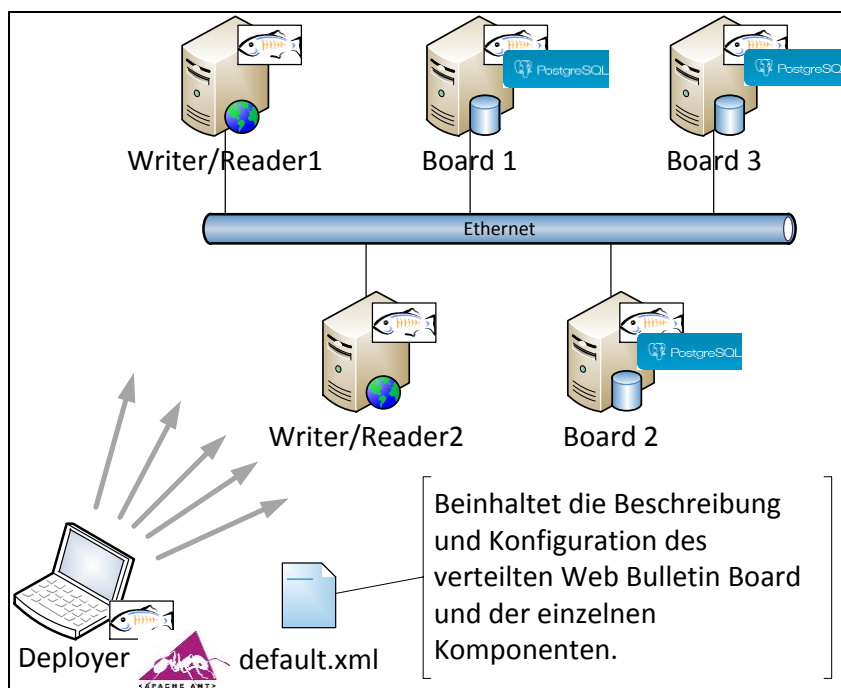 PostgreSQL
PostgreSQ
Writer/Reader1
Board 1
Board 3
Ethernet
PostgreSQL
Writer/Reader2
Board 2
Beinhaltet die Beschreibung
und Konfiguration des
verteilten Web Bulletin Board
und der einzelnen
Komponenten.
Deployer
default.xml
<APACHE ANT>